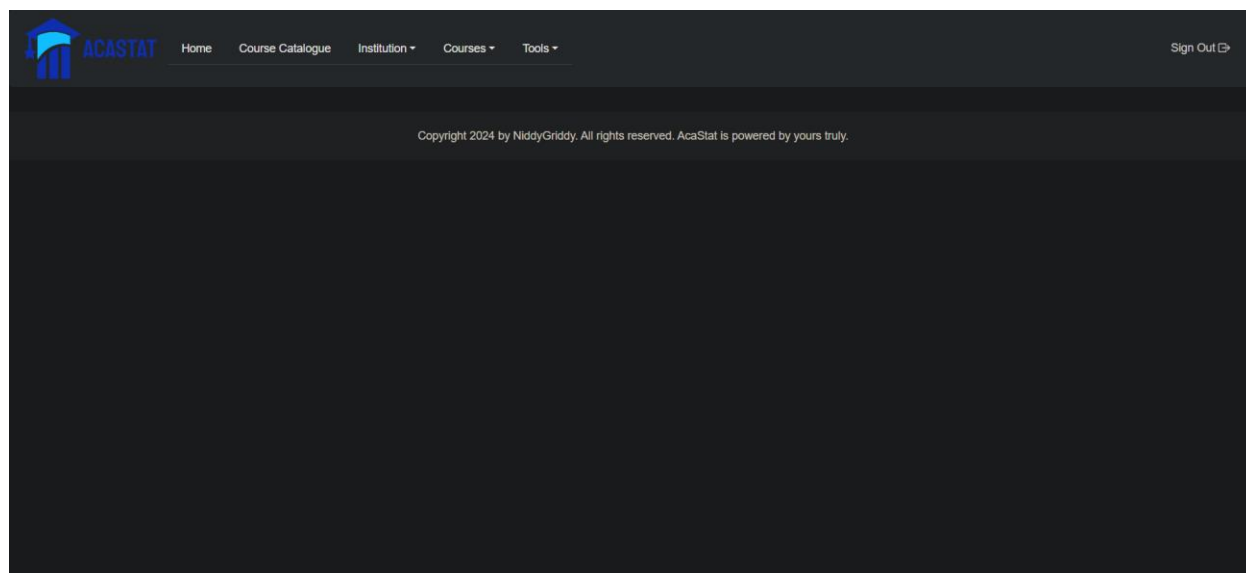 ACASTAT Home Course Catalogue Institution Courses Tools Sign Out
Copyright 2024 by NiddyGriddy. All rights reserved. AcaStat is powered by yours truly.